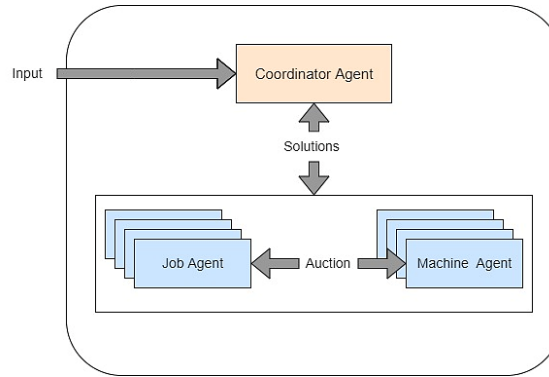 Input
Coordinator Agent
Solutions
Job Agent
Auction
Machine Agent